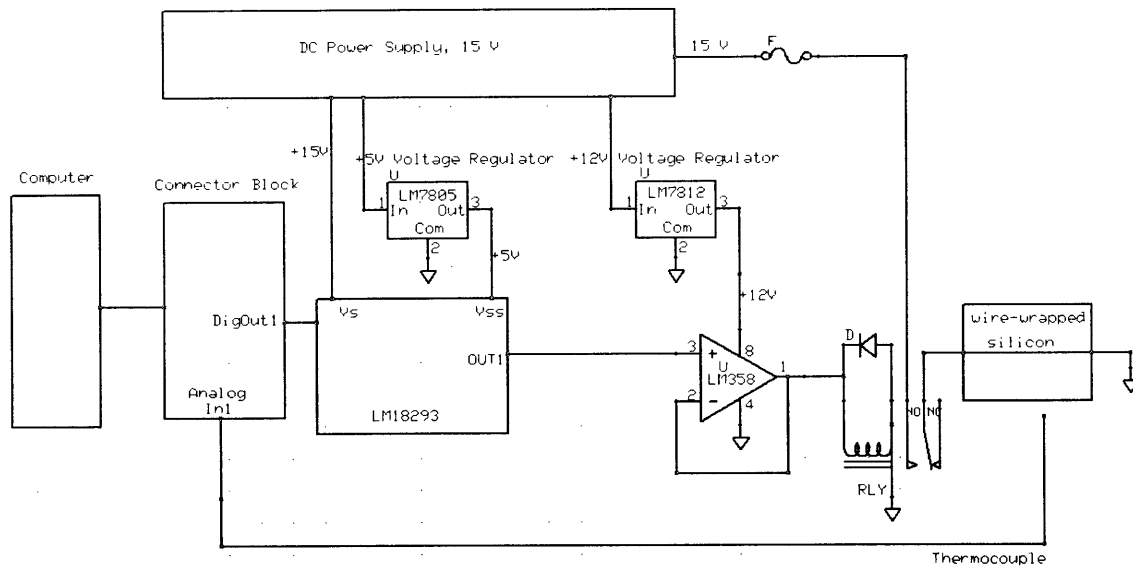 DC Power Supply, 15 V
15 V
F
+15V
+5V Voltage Regulator
U
+12V Voltage Regulator
U
Computer
Connector Block
LM7805
1 In Out 3
Com
2
LM7812
1 In Out 3
Com
2
+5V
+12V
Vs
Vss
DigOut1
OUT1
Analog
In1
LM18293
3
+
8
U
LM358
1
2
-
4
D
NO
NC
RLY
wire-wrapped
silicon
Thermocouple